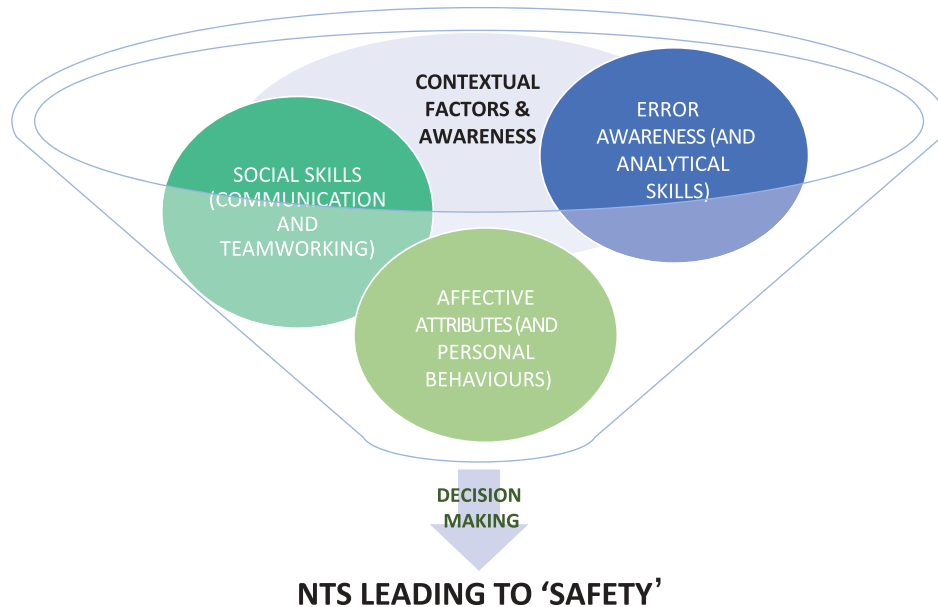 CONTEXTUAL
FACTORS &
AWARENESS
ERROR
AWARENESS (AND
ANALYTICAL
SKILLS)
SOCIAL SKILLS
(COMMUNICATION
AND
TEAMWORKING)
AFFECTIVE
ATTRIBUTES (AND
PERSONAL
BEHAVIOURS)
DECISION
MAKING
NTS LEADING TO ‘SAFETY’